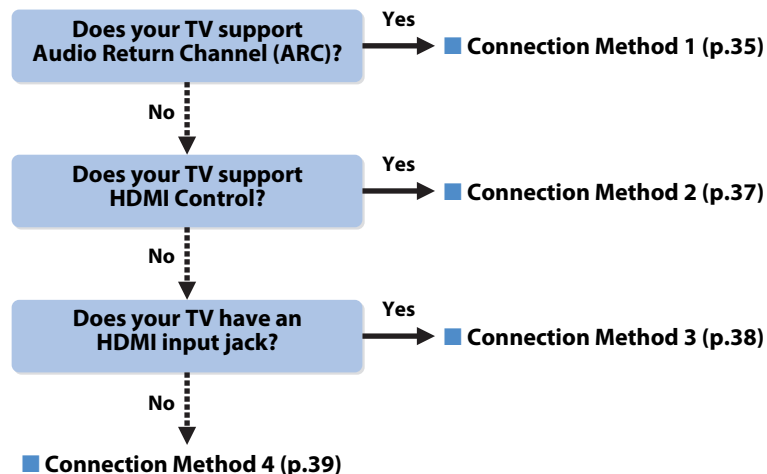 Does your TV support
Audio Return Channel (ARC)?
Yes
Connection Method 1 (p.35)
No
Does your TV support
HDMI Control?
Yes
Connection Method 2 (p.37)
No
Does your TV have an
HDMI input jack?
Yes
Connection Method 3 (p.38)
No
Connection Method 4 (p.39)